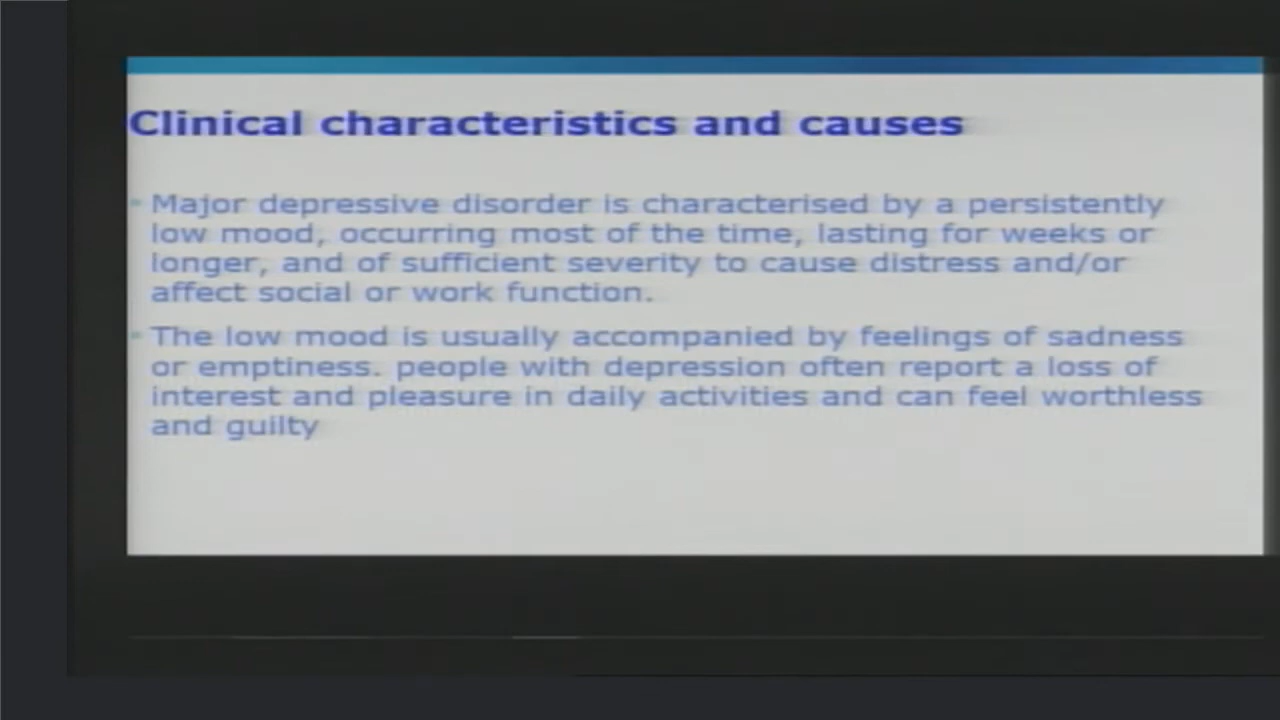 Clinical characteristics and causes
Major depressive disorder is characterised by a persistently
low mood, occurring most of the time, lasting for weeks or
longer, and of sufficient severity to cause distress and/or
affect social or work function.
The low mood is usually accompanied by feelings of sadness
or emptiness. people with depression often report a loss of
interest and pleasure in daily activities and can feel worthless
and guilty